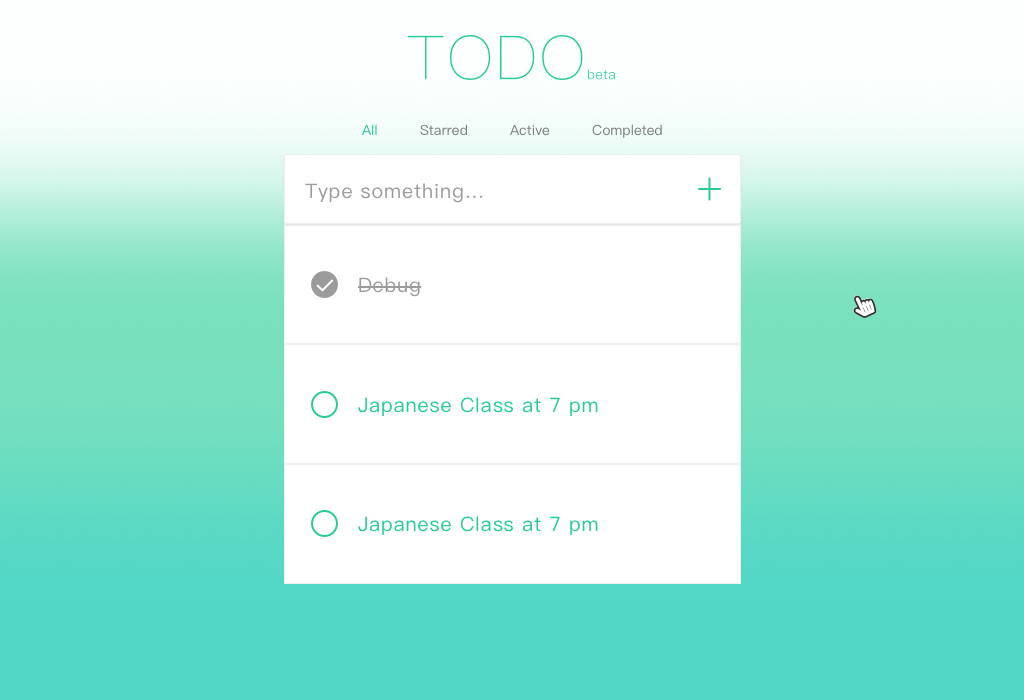 TODO beta
All Starred Active Completed
Type something...
Debug
Japanese Class at 7 pm
Japanese Class at 7 pm